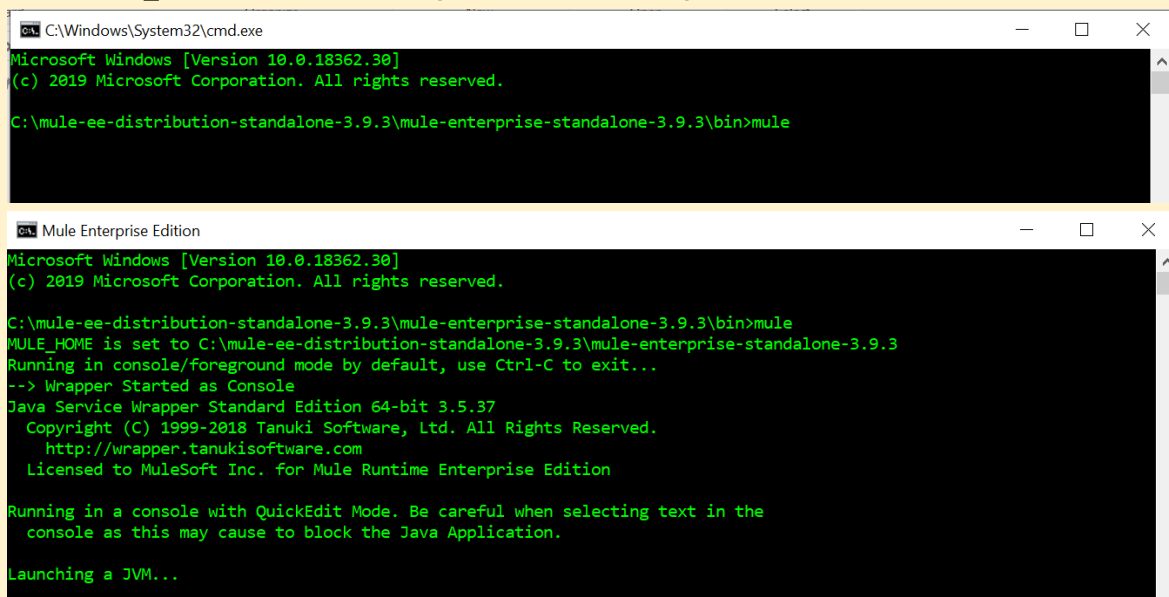 C:\Windows\System32\cmd.exe
Microsoft Windows [Version 10.0.18362.30]
(c) 2019 Microsoft Corporation. All rights reserved.
C:\mule-ee-distribution-standalone-3.9.3\mule-enterprise-standalone-3.9.3\bin>mule
Mule Enterprise Edition
Microsoft Windows [Version 10.0.18362.30]
(c) 2019 Microsoft Corporation. All rights reserved.
C:\mule-ee-distribution-standalone-3.9.3\mule-enterprise-standalone-3.9.3\bin>mule
MULE_HOME is set to C:\mule-ee-distribution-standalone-3.9.3\mule-enterprise-standalone-3.9.3
Running in console/foreground mode by default, use Ctrl-C to exit...
--> Wrapper Started as Console
Java Service Wrapper Standard Edition 64-bit 3.5.37
Copyright (C) 1999-2018 Tanuki Software, Ltd. All Rights Reserved.
http://wrapper.tanukisoftware.com
Licensed to MuleSoft Inc. for Mule Runtime Enterprise Edition
Running in a console with QuickEdit Mode. Be careful when selecting text in the
console as this may cause to block the Java Application.
Launching a JVM...